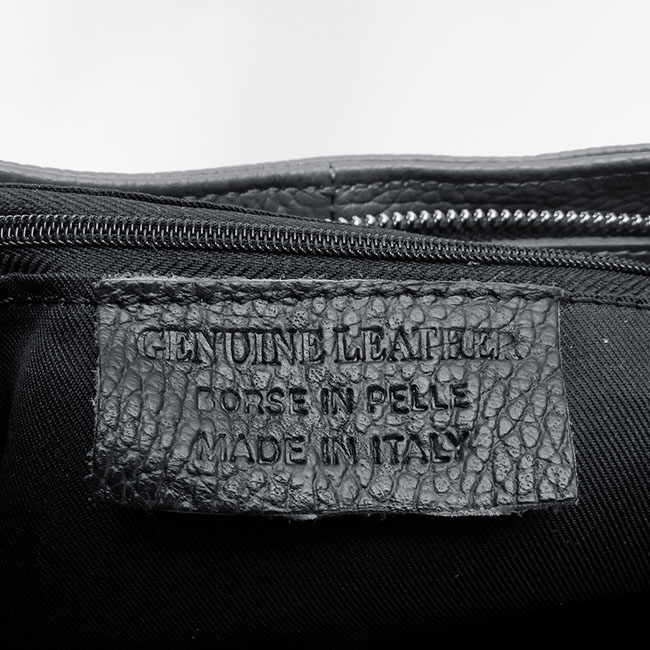 GENUINE LEATHER
BORSE IN PELLE
MADE IN ITALY